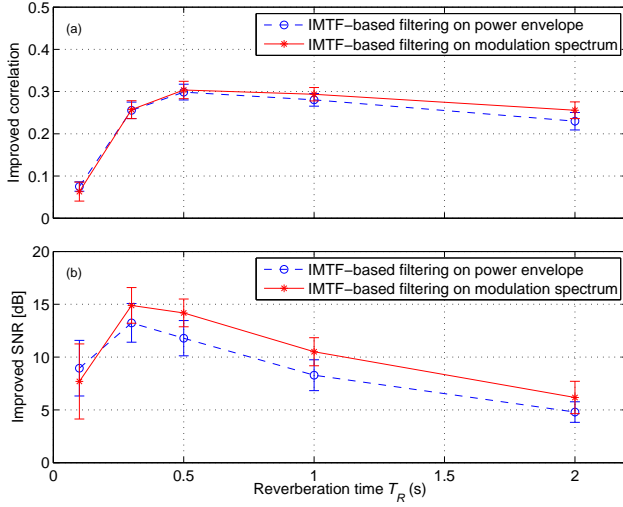 0.5
(a)
IMTF−based filtering on power envelope
IMTF−based filtering on modulation spectrum
0.4
0.3
0.2
0.1
0
Improved correlation
20
(b)
IMTF−based filtering on power envelope
IMTF−based filtering on modulation spectrum
15
10
5
0
Improved SNR [dB]
0 0.5 1 1.5 2
Reverberation time T_R (s)